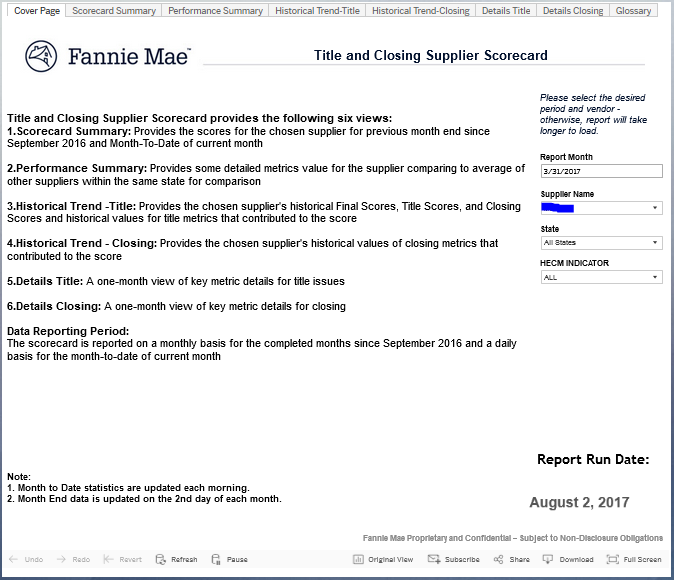 Cover Page Scorecard Summary Performance Summary Historical Trend-Title Historical Trend-Closing Details Title Details Closing Glossary
Fannie Mae™
Title and Closing Supplier Scorecard
Please select the desired
period and vendor -
otherwise, report will take
longer to load.
Title and Closing Supplier Scorecard provides the following six views:
1.Scorecard Summary: Provides the scores for the chosen supplier for previous month end since
September 2016 and Month-To-Date of current month
2.Performance Summary: Provides some detailed metrics value for the supplier comparing to average of
other suppliers within the same state for comparison
3.Historical Trend -Title: Provides the chosen supplier's historical Final Scores, Title Scores, and Closing
Scores and historical values for title metrics that contributed to the score
4.Historical Trend - Closing: Provides the chosen supplier's historical values of closing metrics that
contributed to the score
5.Details Title: A one-month view of key metric details for title issues
6.Details Closing: A one-month view of key metric details for closing
Data Reporting Period:
The scorecard is reported on a monthly basis for the completed months since September 2016 and a daily
basis for the month-to-date of current month
Report Month
3/31/2017
Supplier Name
State
All States
HECM INDICATOR
ALL
Note:
1. Month to Date statistics are updated each morning.
2. Month End data is updated on the 2nd day of each month.
Report Run Date:
August 2, 2017
Fannie Mae Proprietary and Confidential – Subject to Non-Disclosure Obligations
Undo Redo Revert Refresh Pause Original View Subscribe Share Download Full Screen